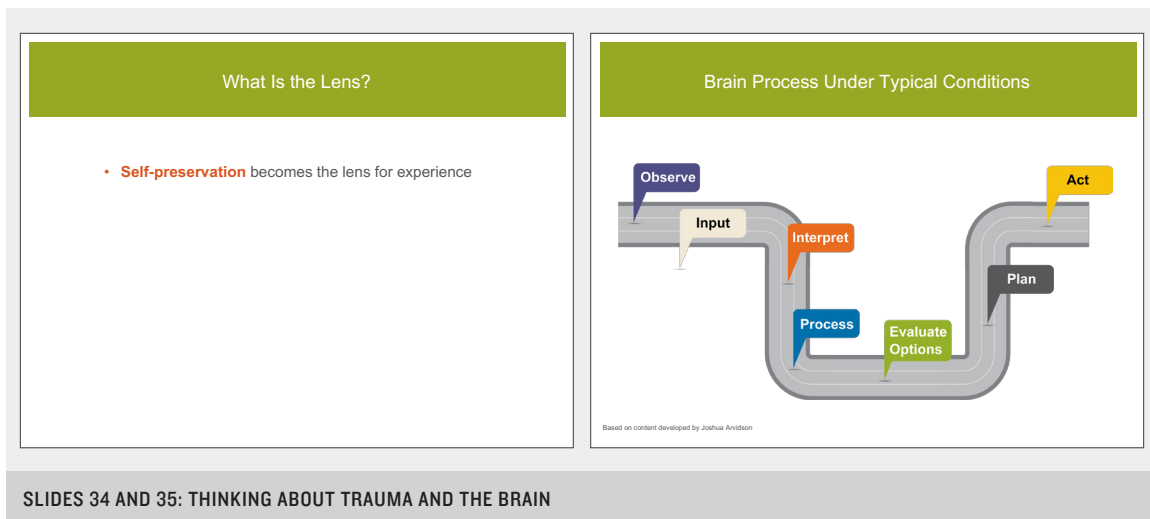 What Is the Lens?
• Self-preservation becomes the lens for experience
Brain Process Under Typical Conditions
Observe
Input
Interpret
Process
Evaluate
Options
Plan
Act
Based on content developed by Joshua Arvidson
SLIDES 34 AND 35: THINKING ABOUT TRAUMA AND THE BRAIN